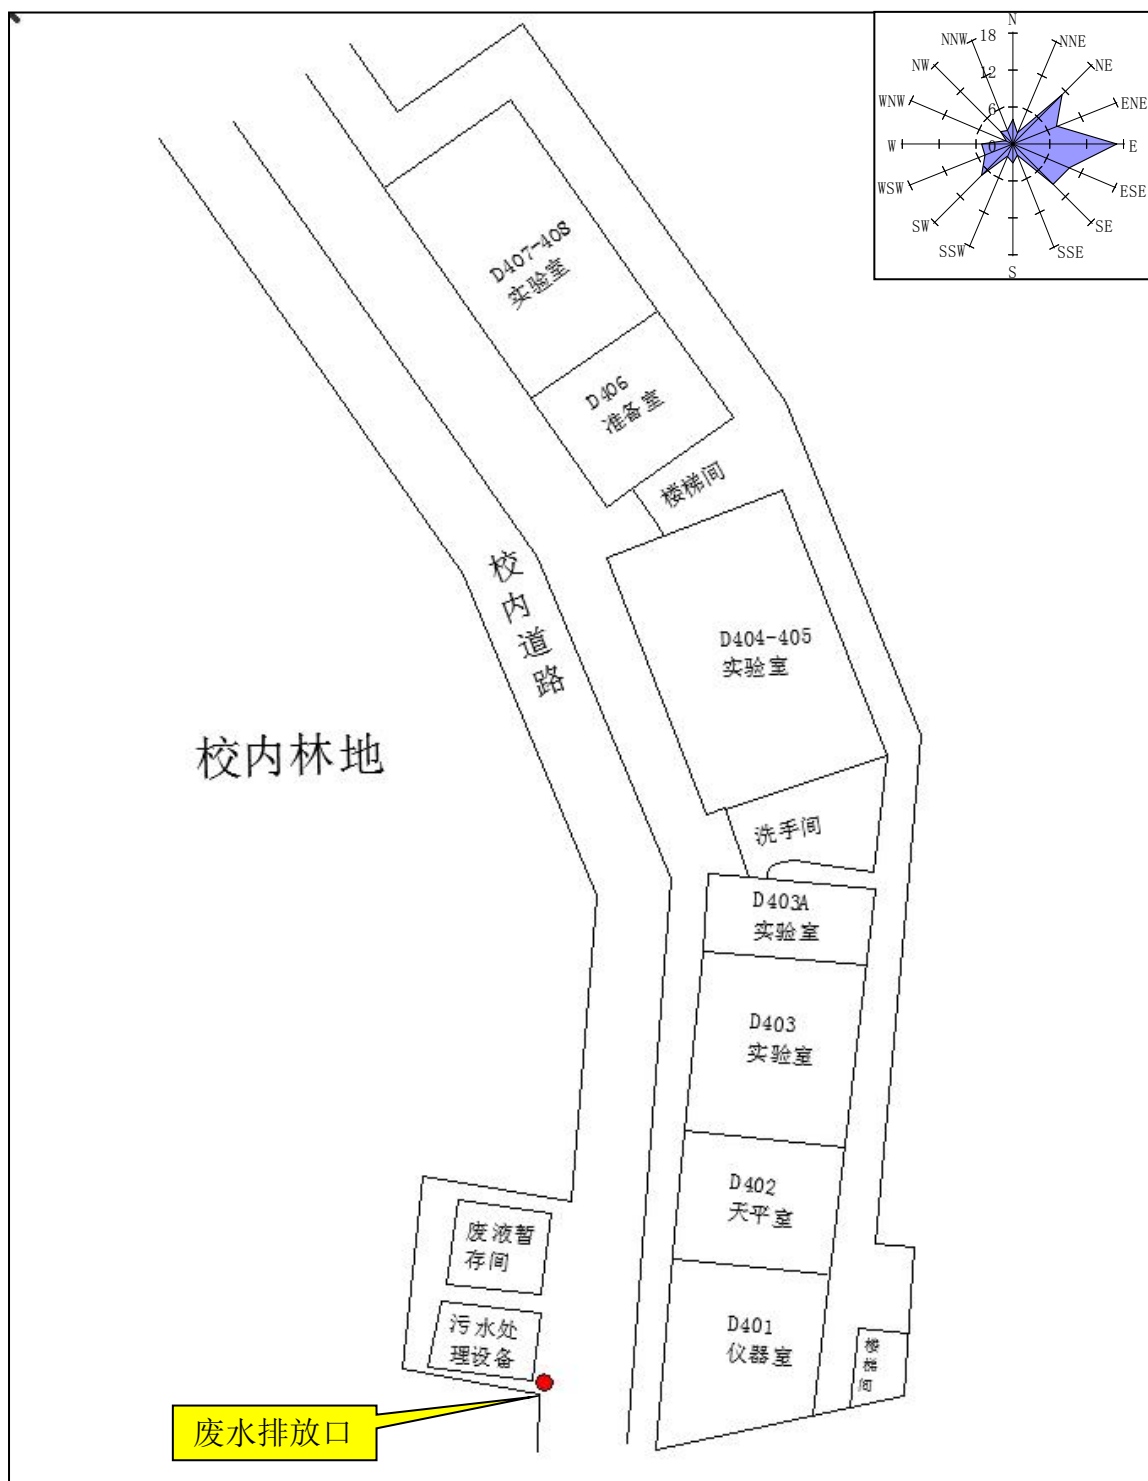 N
18
NNW
NNE
NW
12
NE
WNW
6
ENE
W
0
E
WSW
ESE
SW
SE
SSW
SSE
S
D407-408
实验室
D406
准备室
楼梯间
校内道路
D404-405
实验室
校内林地
洗手间
D403A
实验室
D403
实验室
D402
天平室
废液暂
存间
污水处
理设备
D401
仪器室
楼梯间
废水排放口